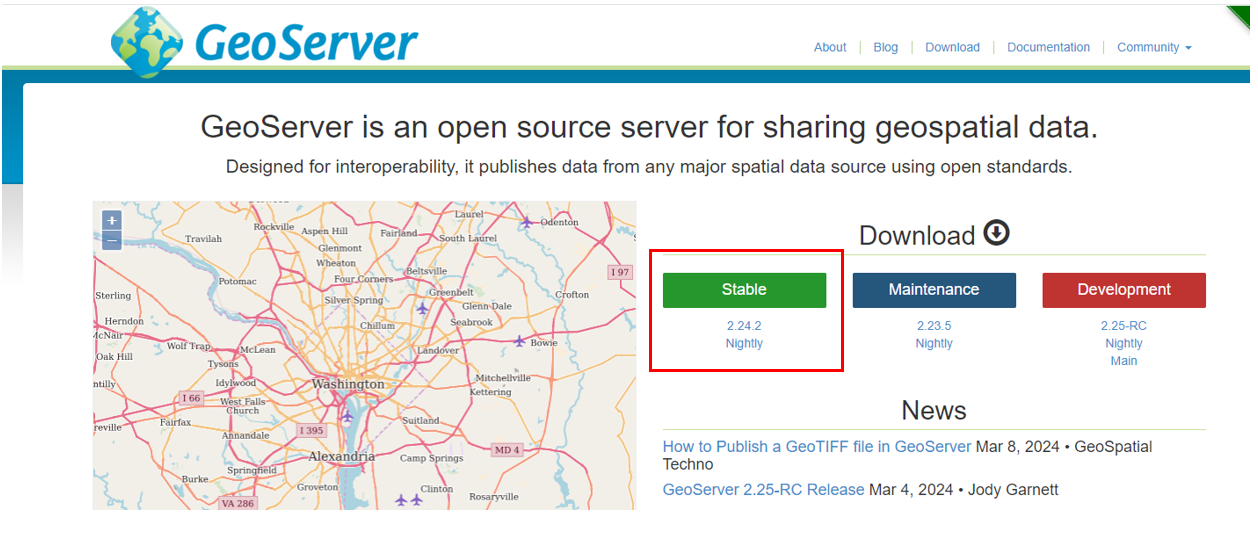 GeoServer
About
Blog
Download
Documentation
Community
GeoServer is an open source server for sharing geospatial data.
Designed for interoperability, it publishes data from any major spatial data source using open standards.
+
−
Laurel
Rockville
Aspen Hill
Fairland
Odenton
Travilah
South Laurel
Glenmont
Wheaton
Beltsville
I 97
Potomac
Four Corners
Sterling
Silver Spring
Greenbelt
Crofton
Glenn Dale
Herndon
Chillum
Seabrook
McNair
Wolf Trap
McLean
Landover
Bowie
Oak Hill
Tysons
Idylwood
Washington
Mitchellville
ntilly
Kettering
I 66
West Falls
Church
Fairfax
Suitland
reville
Annandale
I 395
MD 4
Alexandria
Camp Springs
Springfield
Burke
Groveton
Clinton
Rosaryville
VA 286
Download
Stable
Maintenance
Development
2.24.2
2.23.5
2.25-RC
Nightly
Nightly
Nightly
Main
News
How to Publish a GeoTIFF file in GeoServer Mar 8, 2024 • GeoSpatial
Techno
GeoServer 2.25-RC Release Mar 4, 2024 • Jody Garnett